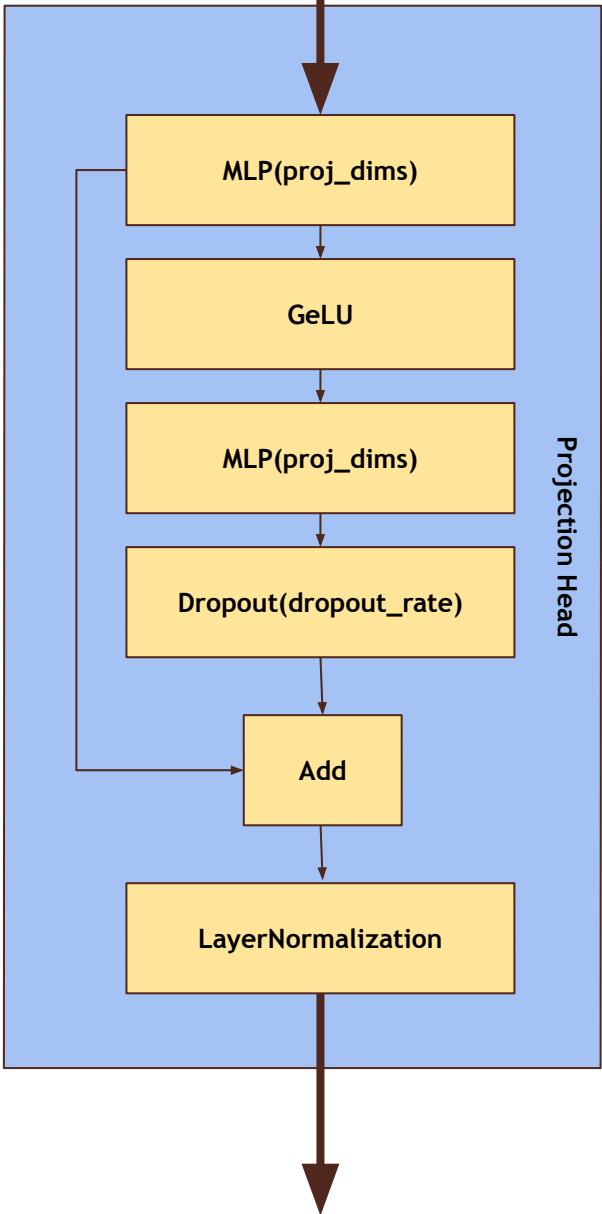 MLP(proj_dims)
GeLU
MLP(proj_dims)
Dropout(dropout_rate)
Add
LayerNormalization
Projection Head